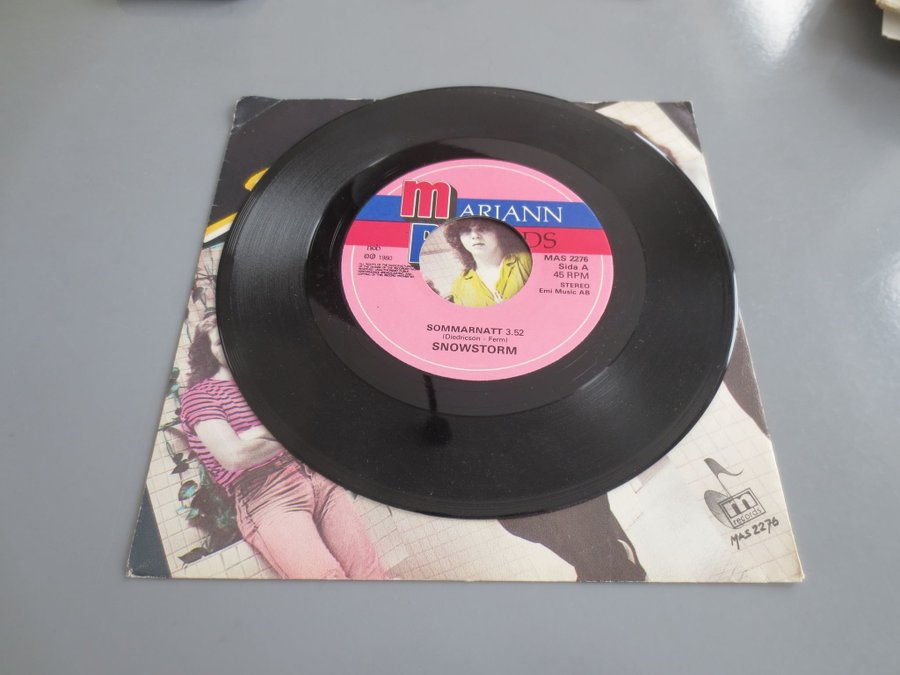 mARIANN
MAS 2276
Sida A
45 RPM
STEREO
Emi Music AB
ncb
℗© 1980
SOMMARNATT 3.52
(Diedricson - Ferm)
SNOWSTORM
m
records
MAS 2276